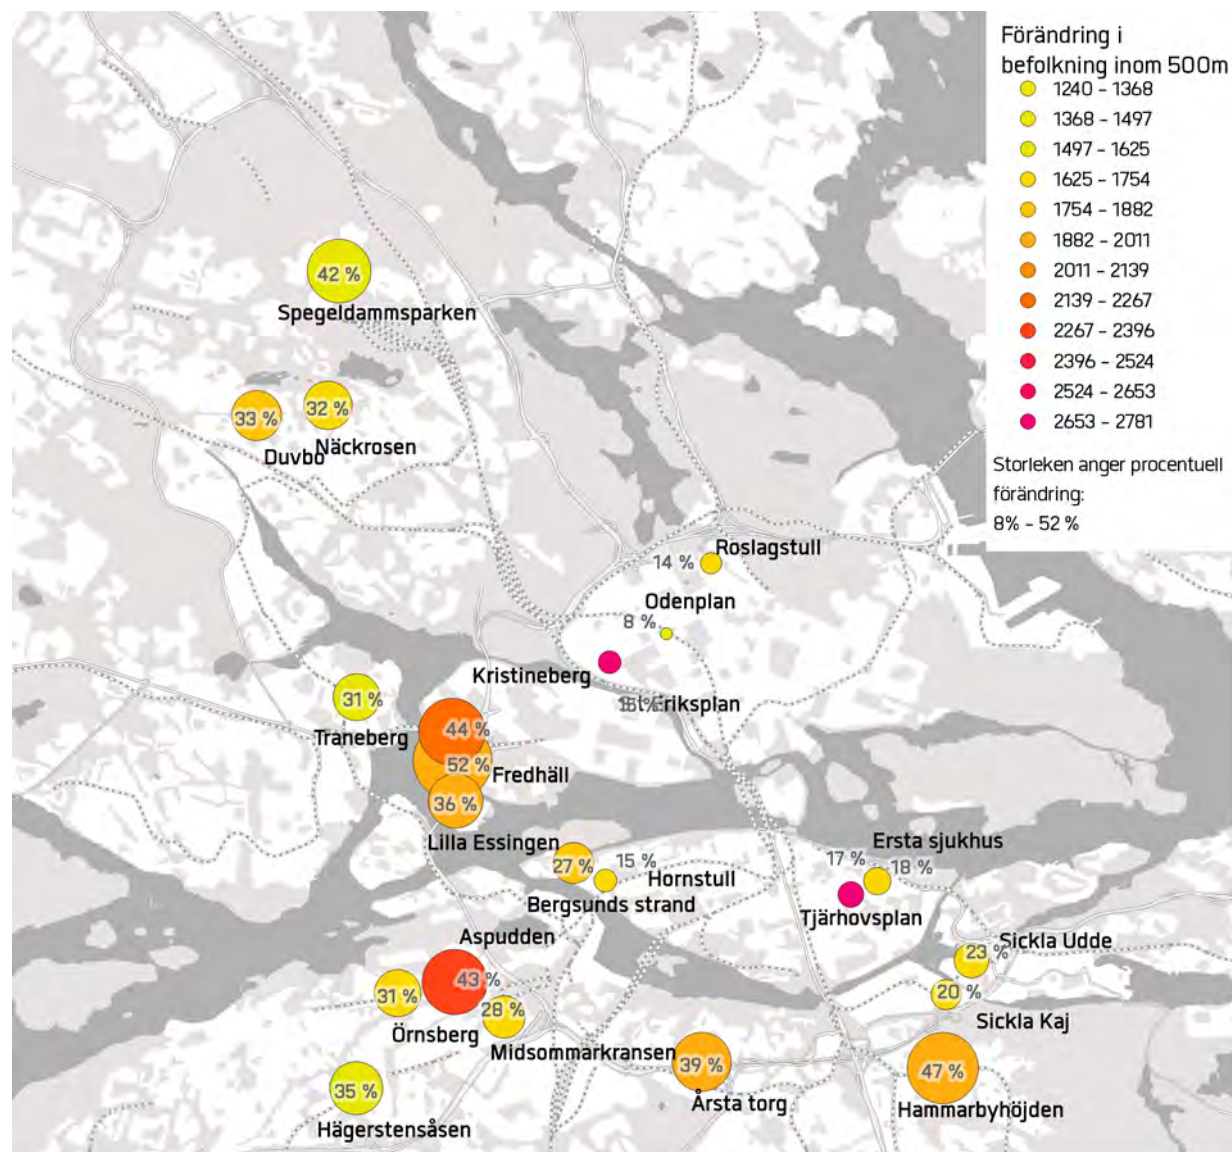 Förändring i
befolkning inom 500m
1240 - 1368
1368 - 1497
1497 - 1625
1625 - 1754
1754 - 1882
1882 - 2011
2011 - 2139
2139 - 2267
2267 - 2396
2396 - 2524
2524 - 2653
2653 - 2781
Storleken anger procentuell
förändring:
8% - 52 %
42 %
Spegeldammsparken
33 %
32 %
Näckrosen
Duvbo
Roslagstull
14 %
Odenplan
8 %
Kristineberg
15 %
St Eriksplan
31 %
Traneberg
44 %
52 %
Fredhäll
36 %
Lilla Essingen
27 %
15 %
Hornstull
Bergsunds strand
Ersta sjukhus
17 %
18 %
Tjärhovsplan
Aspudden
43 %
31 %
Örnsberg
28 %
Midsommarkransen
Sickla Udde
23 %
20 %
Sickla Kaj
39 %
Årsta torg
47 %
Hammarbyhöjden
35 %
Hägerstensåsen